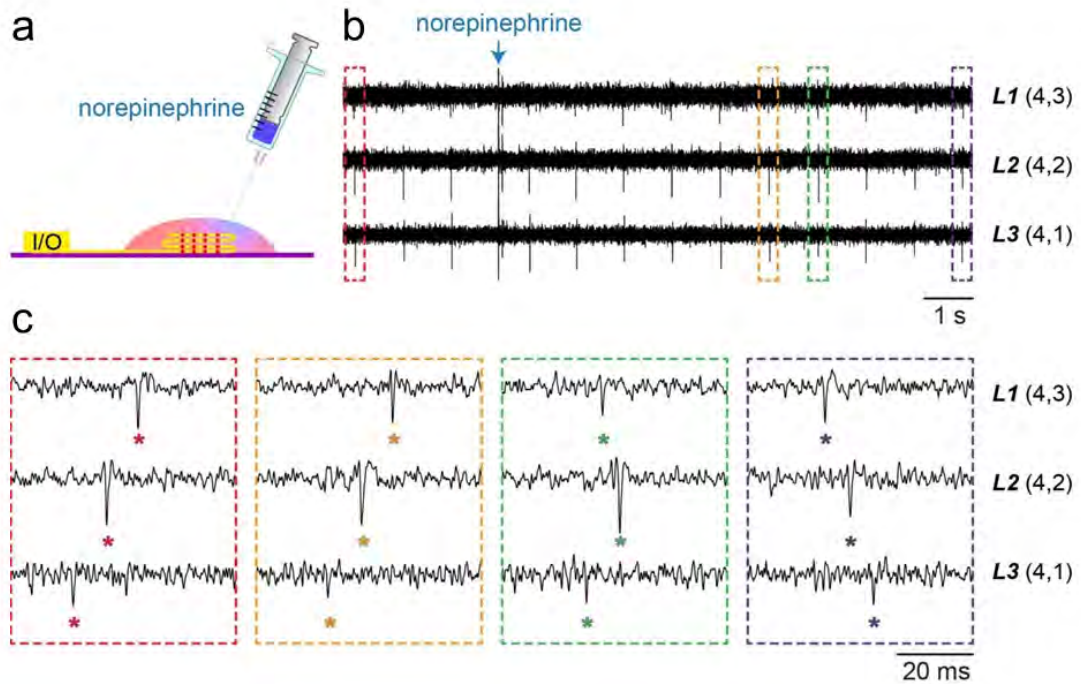 a
norepinephrine
I/O
b
norepinephrine
L1 (4,3)
L2 (4,2)
L3 (4,1)
1 s
c
L1 (4,3)
L2 (4,2)
L3 (4,1)
* * * *
* * * *
* * * *
20 ms